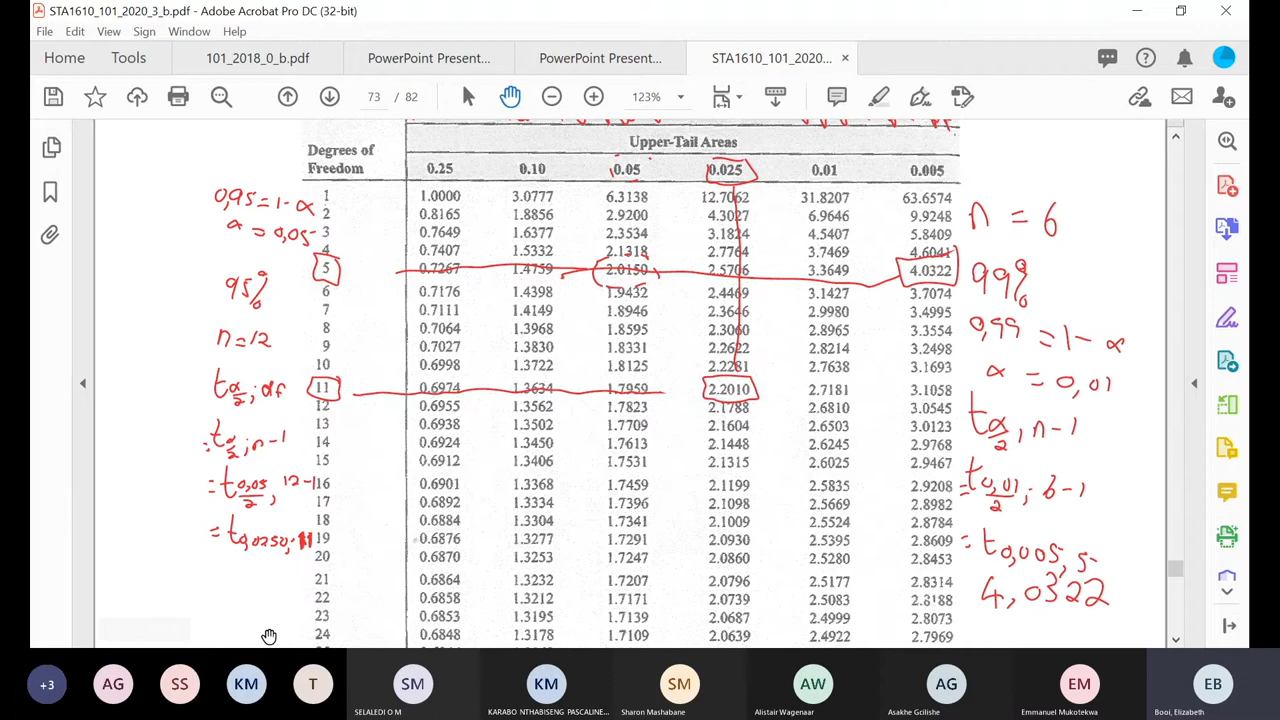 STA1610_101_2020_3_b.pdf - Adobe Acrobat Pro DC (32-bit)
File Edit View Sign Window Help
Home Tools 101_2018_0_b.pdf PowerPoint Present... PowerPoint Present... STA1610_101_2020... ×
73 / 82 123%
Upper-Tail Areas
Degrees of
Freedom 0.25 0.10 0.05 0.025 0.01 0.005
1 1.0000 3.0777 6.3138 12.7062 31.8207 63.6574
2 0.8165 1.8856 2.9200 4.3027 6.9646 9.9248
3 0.7649 1.6377 2.3534 3.1824 4.5407 5.8409
4 0.7407 1.5332 2.1318 2.7764 3.7469 4.6041
5 0.7267 1.4759 2.0150 2.5706 3.3649 4.0322
6 0.7176 1.4398 1.9432 2.4469 3.1427 3.7074
7 0.7111 1.4149 1.8946 2.3646 2.9980 3.4995
8 0.7064 1.3968 1.8595 2.3060 2.8965 3.3554
9 0.7027 1.3830 1.8331 2.2622 2.8214 3.2498
10 0.6998 1.3722 1.8125 2.2281 2.7638 3.1693
11 0.6974 1.3634 1.7959 2.2010 2.7181 3.1058
12 0.6955 1.3562 1.7823 2.1788 2.6810 3.0545
13 0.6938 1.3502 1.7709 2.1604 2.6503 3.0123
14 0.6924 1.3450 1.7613 2.1448 2.6245 2.9768
15 0.6912 1.3406 1.7531 2.1315 2.6025 2.9467
16 0.6901 1.3368 1.7459 2.1199 2.5835 2.9208
17 0.6892 1.3334 1.7396 2.1098 2.5669 2.8982
18 0.6884 1.3304 1.7341 2.1009 2.5524 2.8784
19 0.6876 1.3277 1.7291 2.0930 2.5395 2.8609
20 0.6870 1.3253 1.7247 2.0860 2.5280 2.8453
21 0.6864 1.3232 1.7207 2.0796 2.5177 2.8314
22 0.6858 1.3212 1.7171 2.0739 2.5083 2.8188
23 0.6853 1.3195 1.7139 2.0687 2.4999 2.8073
24 0.6848 1.3178 1.7109 2.0639 2.4922 2.7969
0,95 = 1 - α
α = 0,05
95%
n = 12
tα/2 ; df
= tα/2 ; n-1
= t0,05/2 , 12-1
= t0,0250, 11
n = 6
99%
0,99 = 1 - α
α = 0,01
tα/2 , n-1
= t0,01/2 ; 6-1
= t0,005, 5
4,0322
+3 AG SS KM T SM KM SM AW AG EM EB
SELALEDI O M KARABO NTHABISENG PASCALINE... Sharon Mashabane Alistair Wagenaar Asakhe Gcilishe Emmanuel Mukotekwa Booi, Elizabeth